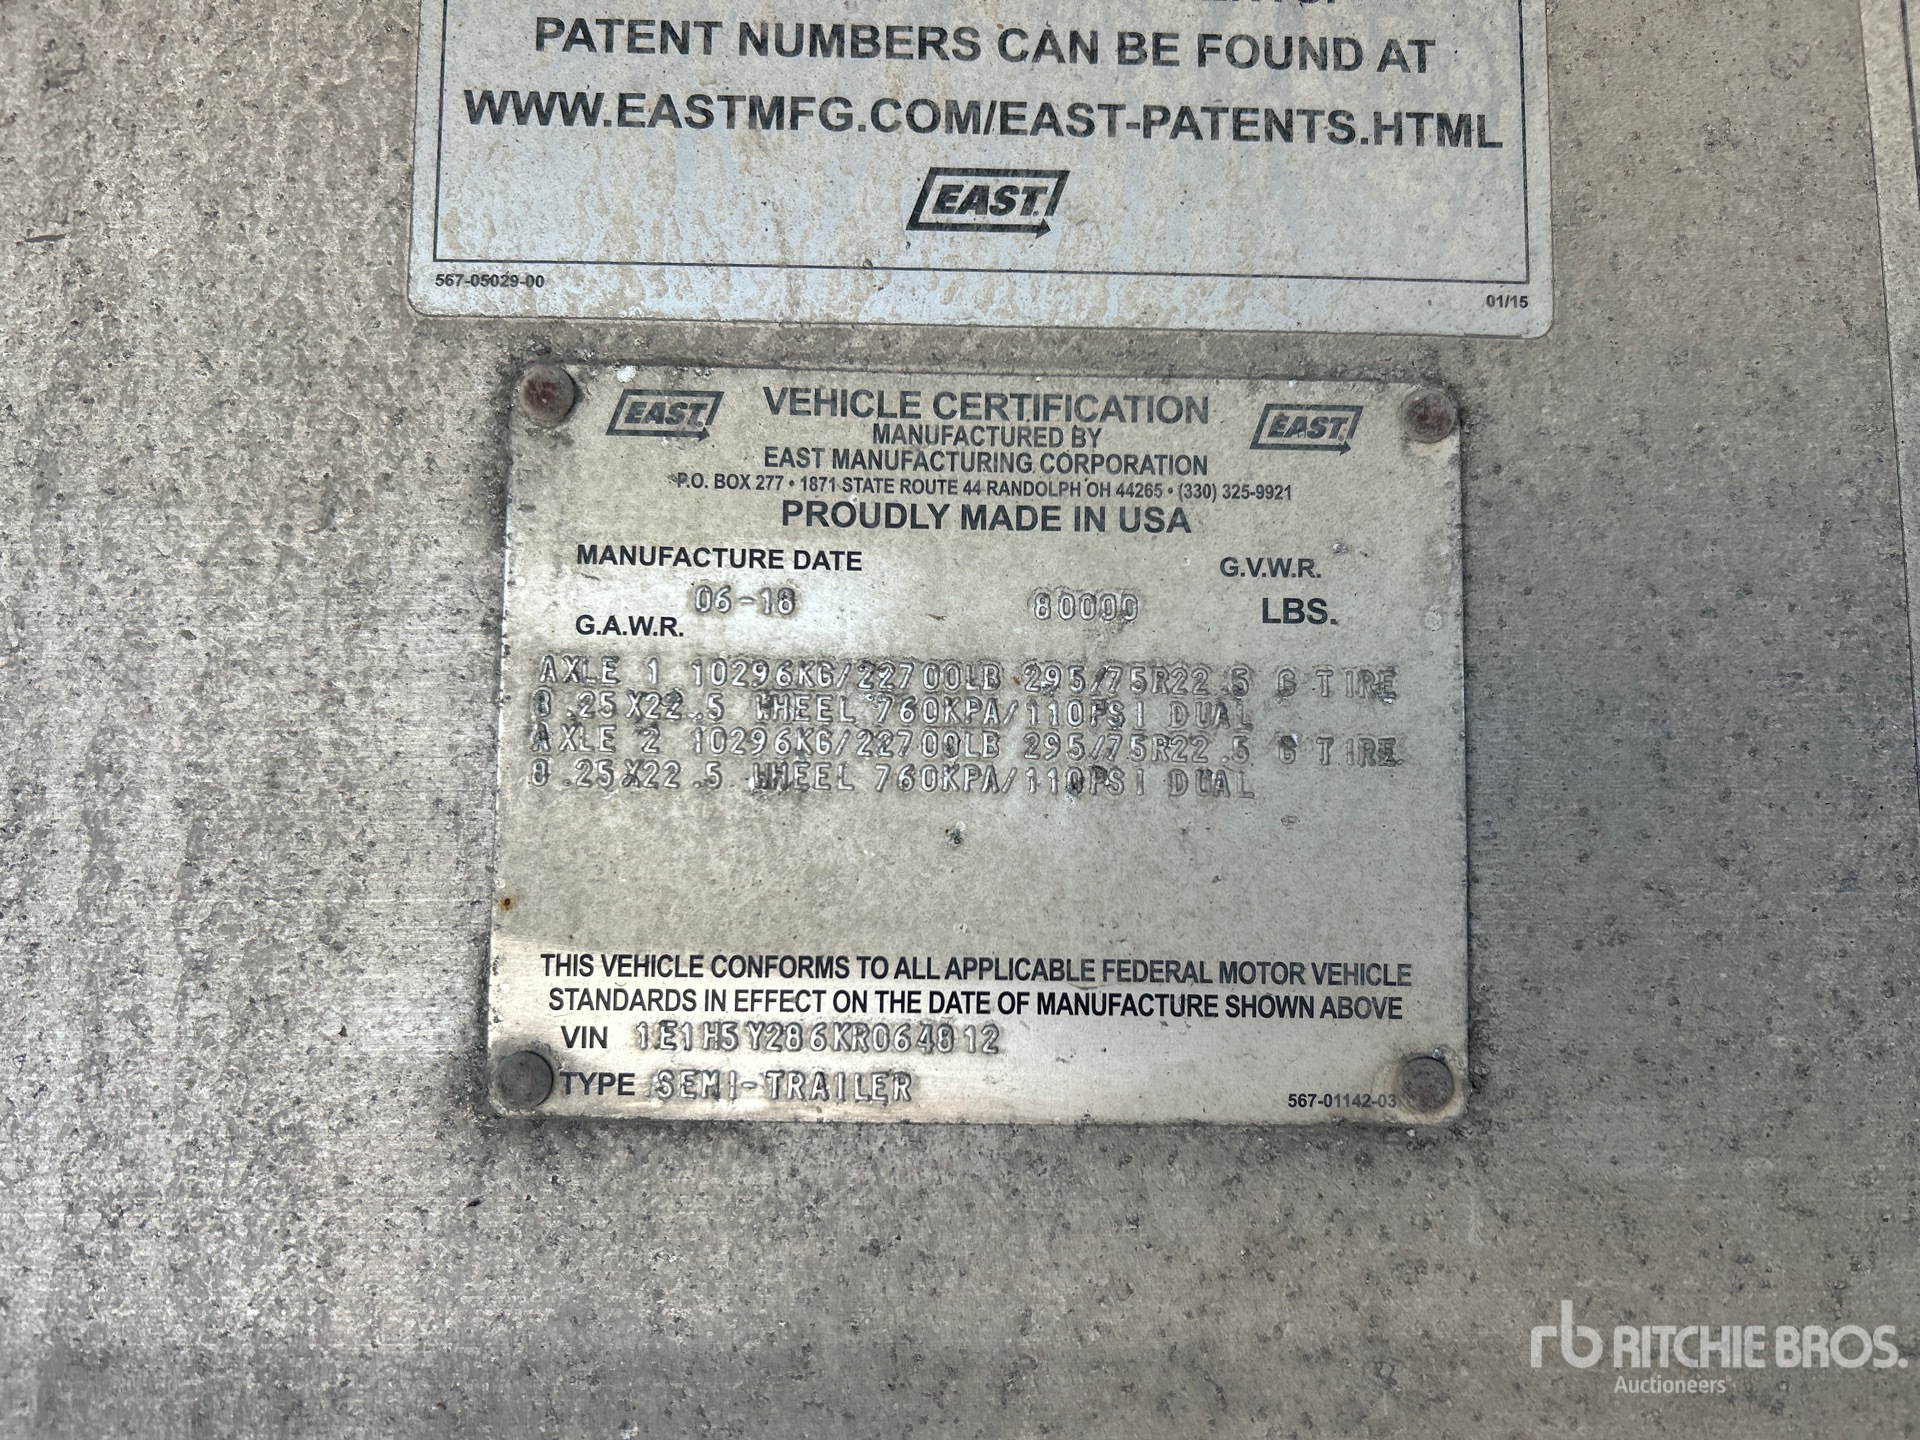 PATENT NUMBERS CAN BE FOUND AT
WWW.EASTMFG.COM/EAST-PATENTS.HTML
EAST.
567-05029-00
01/15
EAST. VEHICLE CERTIFICATION EAST.
MANUFACTURED BY
EAST MANUFACTURING CORPORATION
P.O. BOX 277 • 1871 STATE ROUTE 44 RANDOLPH OH 44265 • (330) 325-9921
PROUDLY MADE IN USA
MANUFACTURE DATE G.V.W.R.
06-18 80000 LBS.
G.A.W.R.
AXLE 1 10296KG/22700LB 295/75R22.5 G TIRE
8.25X22.5 WHEEL 760KPA/110PSI DUAL
AXLE 2 10296KG/22700LB 295/75R22.5 G TIRE
8.25X22.5 WHEEL 760KPA/110PSI DUAL
THIS VEHICLE CONFORMS TO ALL APPLICABLE FEDERAL MOTOR VEHICLE
STANDARDS IN EFFECT ON THE DATE OF MANUFACTURE SHOWN ABOVE
VIN 1E1H5Y286KR064812
TYPE SEMI-TRAILER
567-01142-03
rb RITCHIE BROS.
Auctioneers